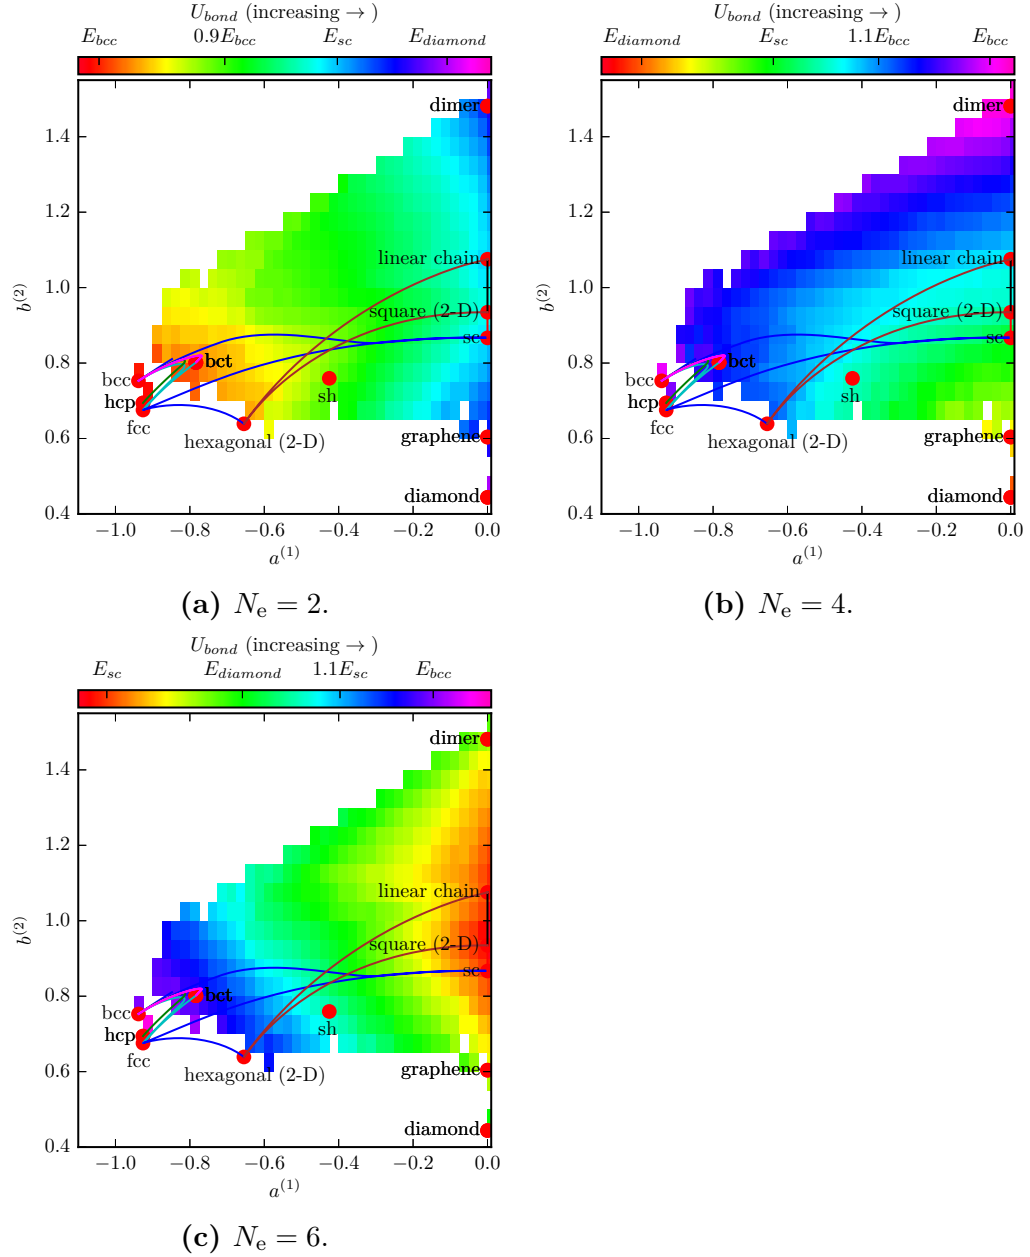 U_bond (increasing → )
E_bcc 0.9E_bcc E_sc E_diamond
dimer
1.4
1.2
linear chain
1.0
square (2-D)
sc
0.8
bct
bcc
hcp
sh
fcc
hexagonal (2-D)
graphene
0.6
diamond
0.4
−1.0 −0.8 −0.6 −0.4 −0.2 0.0
a^(1)
b^(2)
(a) N_e = 2.
U_bond (increasing → )
E_diamond E_sc 1.1E_bcc E_bcc
dimer
1.4
1.2
linear chain
1.0
square (2-D)
sc
0.8
bct
bcc
hcp
sh
fcc
hexagonal (2-D)
graphene
0.6
diamond
0.4
−1.0 −0.8 −0.6 −0.4 −0.2 0.0
a^(1)
b^(2)
(b) N_e = 4.
U_bond (increasing → )
E_sc E_diamond 1.1E_sc E_bcc
dimer
1.4
1.2
linear chain
1.0
square (2-D)
sc
0.8
bct
bcc
hcp
sh
fcc
hexagonal (2-D)
graphene
0.6
diamond
0.4
−1.0 −0.8 −0.6 −0.4 −0.2 0.0
a^(1)
b^(2)
(c) N_e = 6.